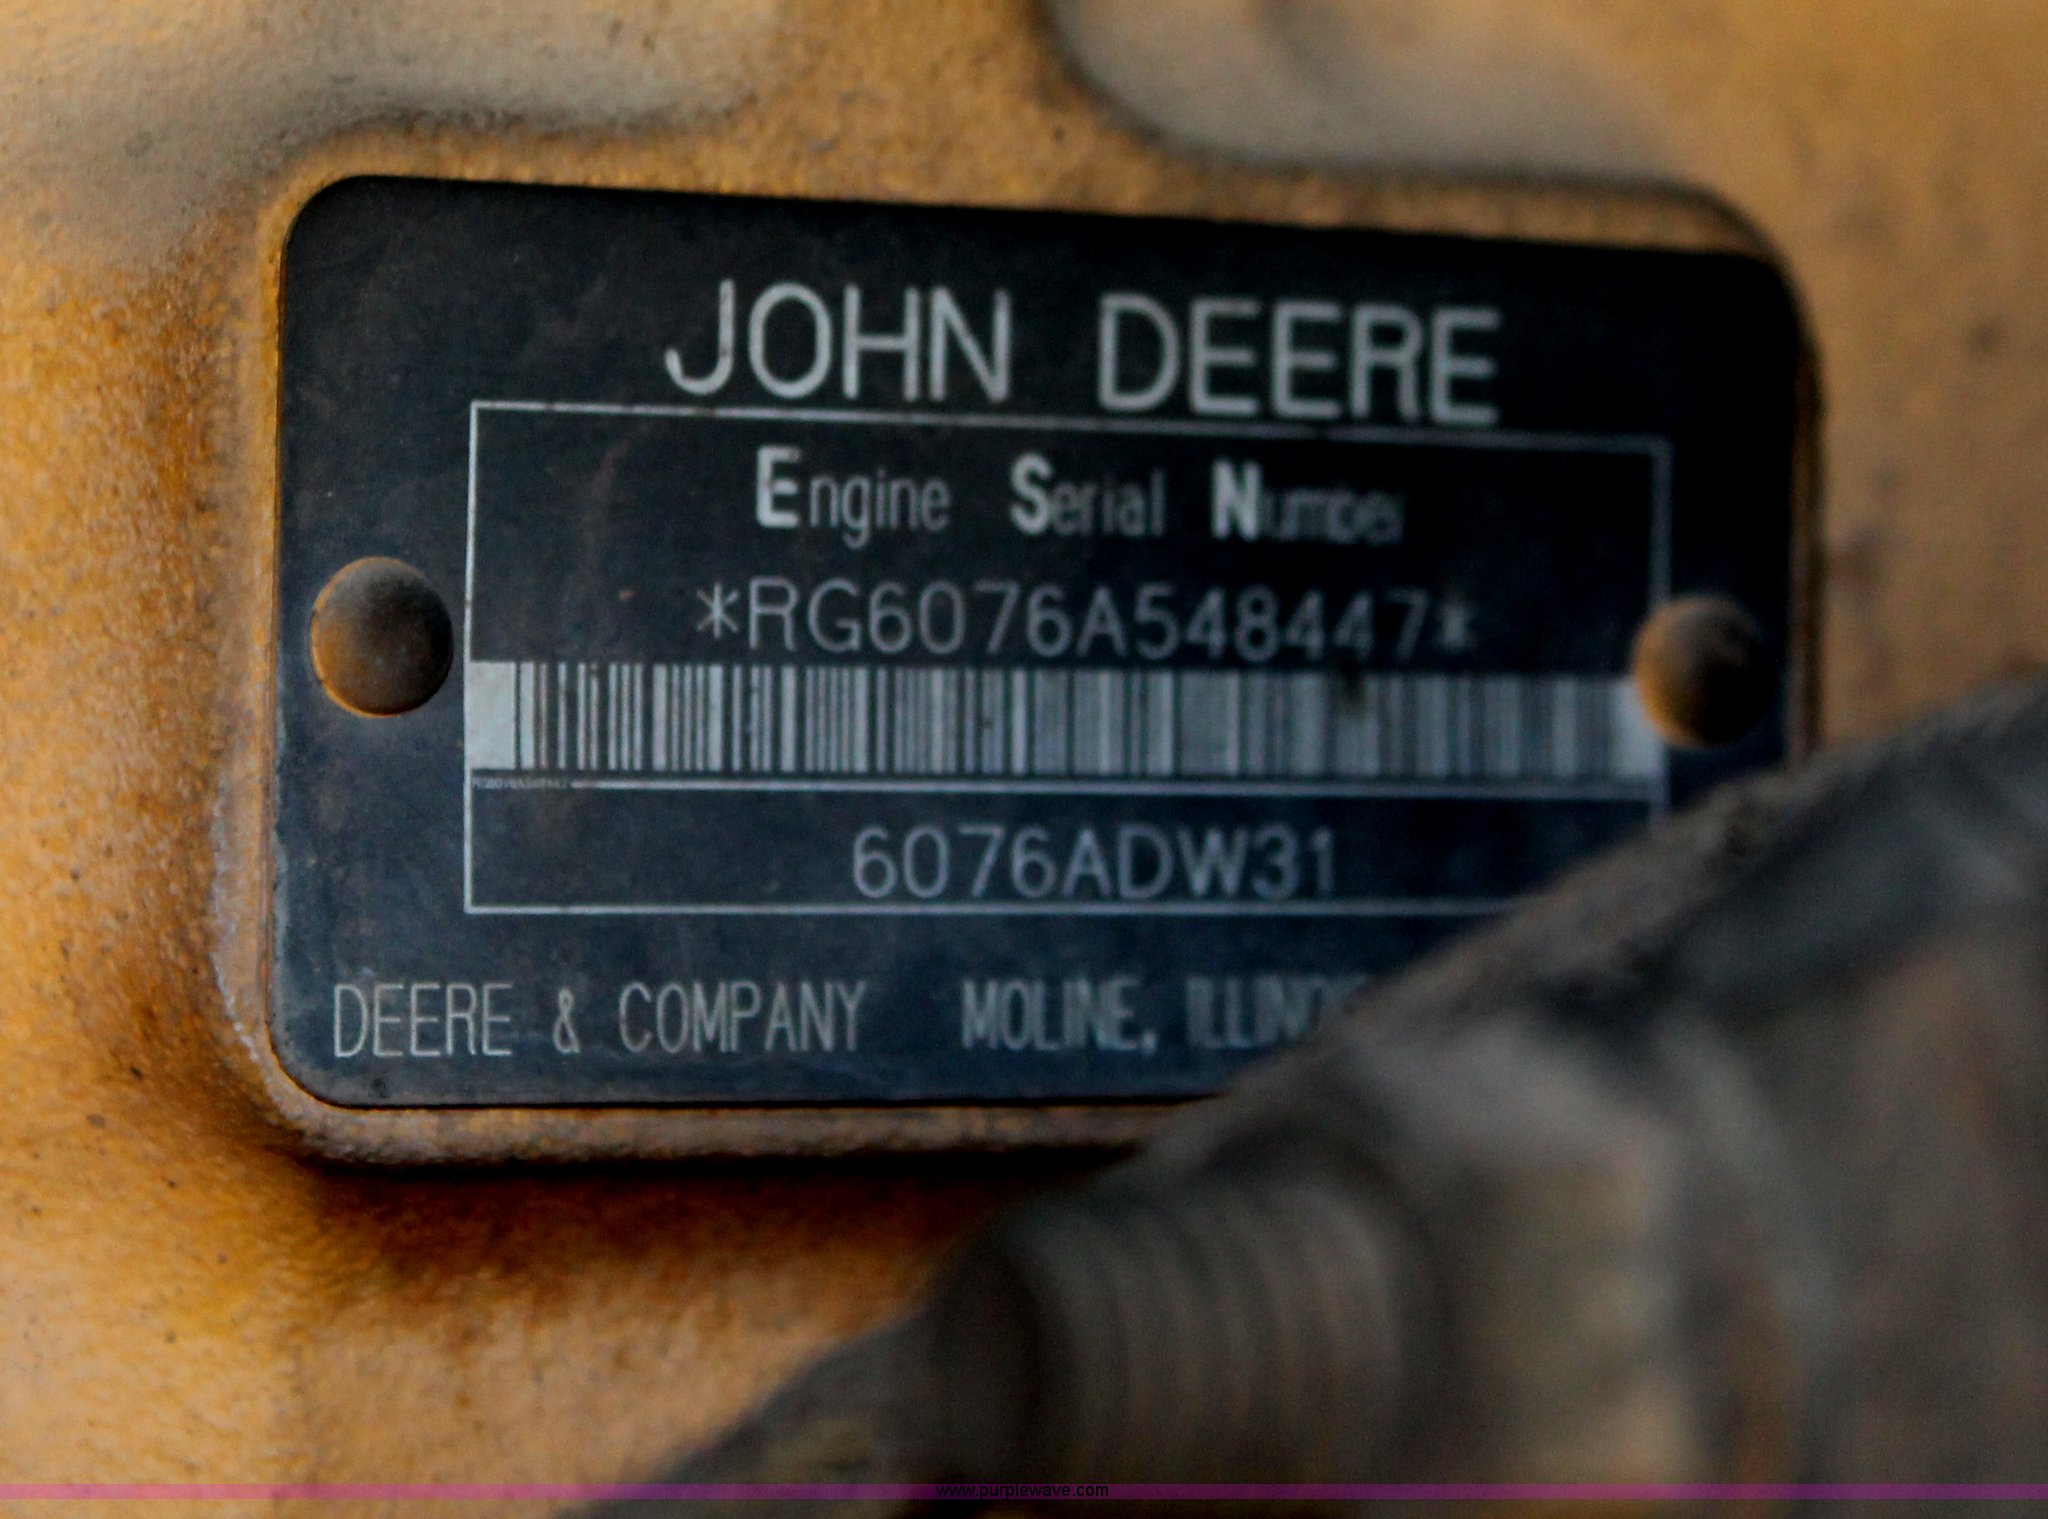 JOHN DEERE
Engine Serial Number
*RG6076A548447*
6076ADW31
DEERE & COMPANY MOLINE,
www.purplewave.com